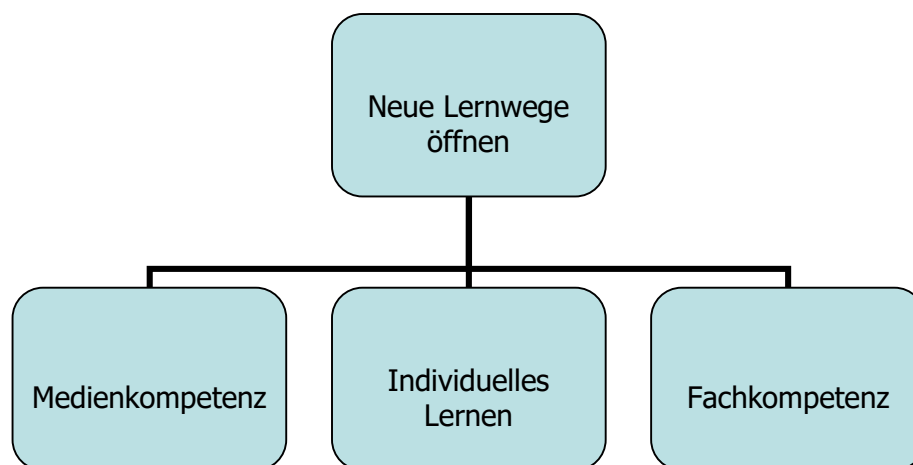 Neue Lernwege
öffnen
Medienkompetenz
Individuelles
Lernen
Fachkompetenz